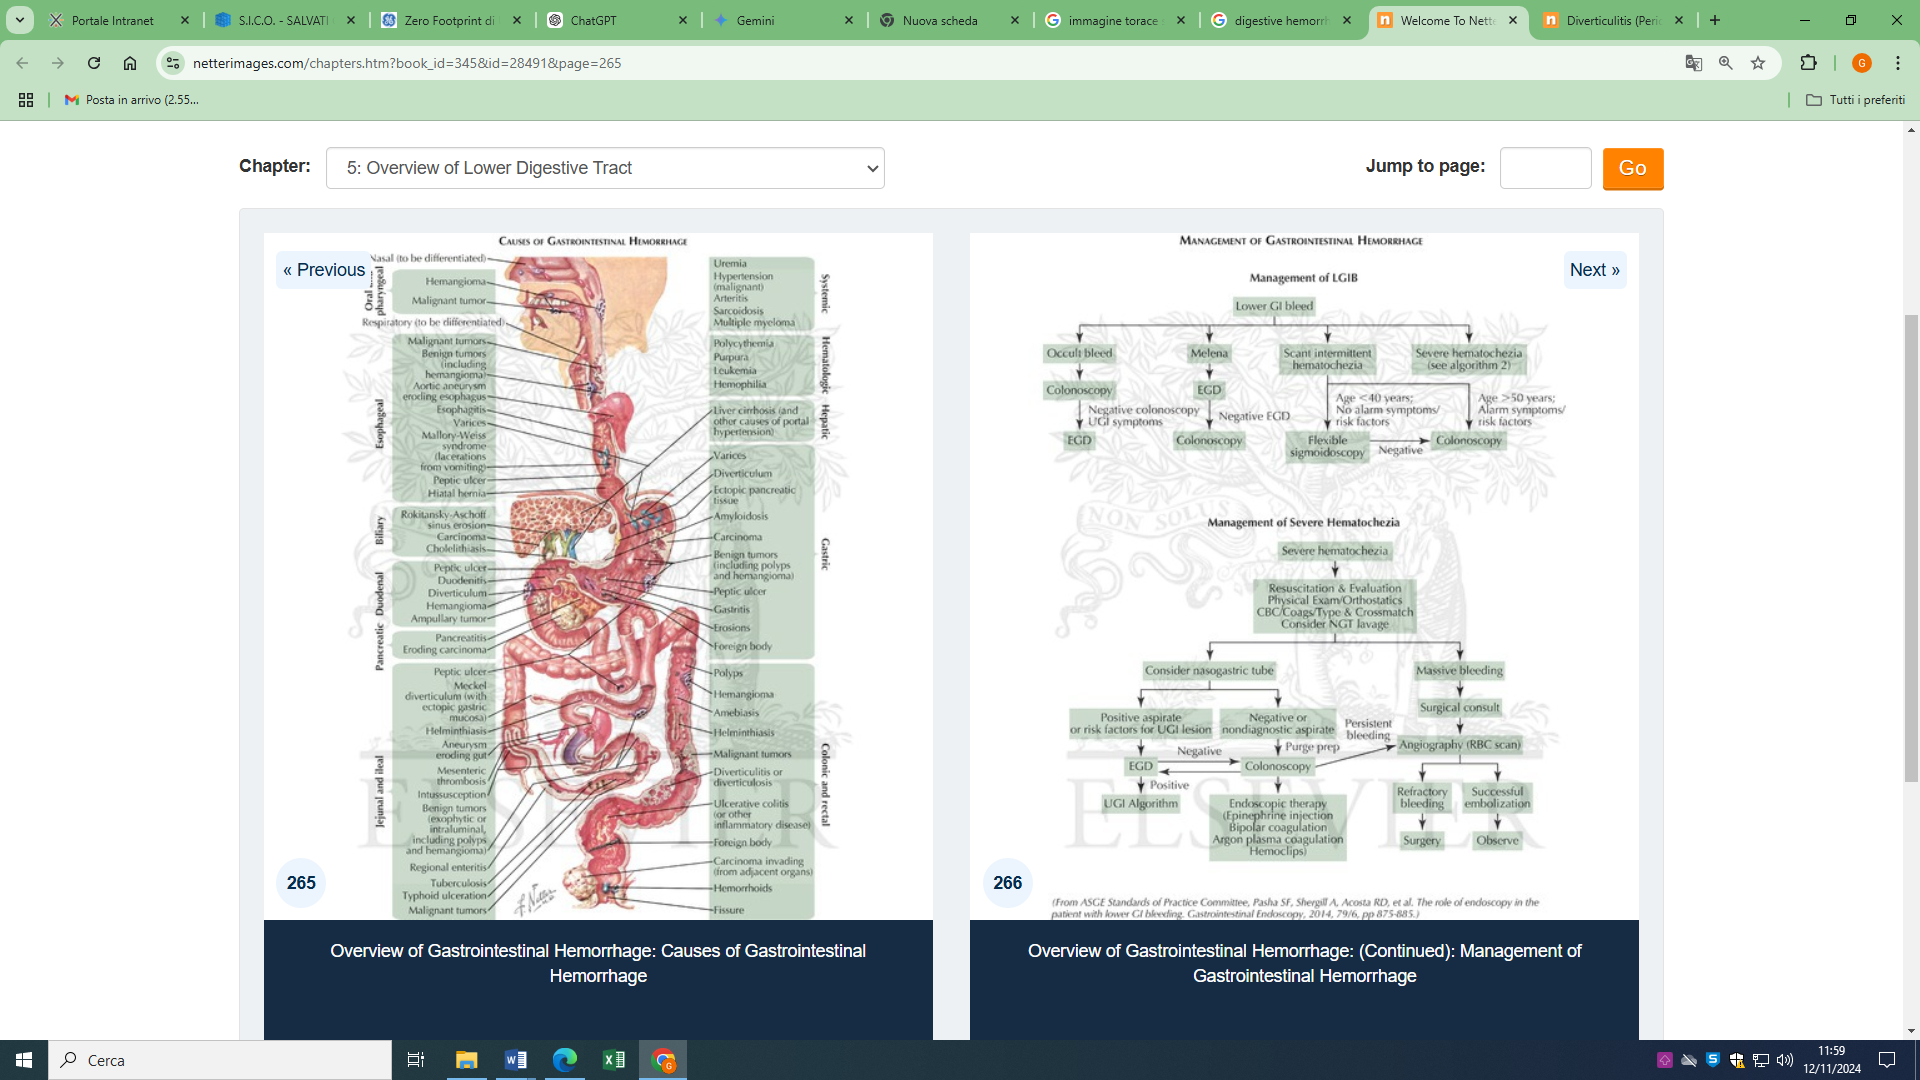 Portale Intranet
S.I.C.O. - SALVATI
Zero Footprint di
ChatGPT
Gemini
Nuova scheda
immagine torace s
digestive hemorrh
Welcome To Nette
Diverticulitis (Peric
netterimages.com/chapters.htm?book_id=345&id=28491&page=265
G
Posta in arrivo (2.55...
Tutti i preferiti
Chapter:
5: Overview of Lower Digestive Tract
Jump to page:
Go
CAUSES OF GASTROINTESTINAL HEMORRHAGE
« Previous
Nasal (to be differentiated)
Oral
pharyngeal
Hemangioma
Malignant tumor
Respiratory (to be differentiated)
Esophageal
Malignant tumors
Benign tumors
(including
hemangioma)
Aortic aneurysm
eroding esophagus
Esophagitis
Varices
Mallory-Weiss
syndrome
(lacerations
from vomiting)
Peptic ulcer
Hiatal hernia
Biliary
Rokitansky-Aschoff
sinus erosion
Carcinoma
Cholelithiasis
Duodenal
Peptic ulcer
Duodenitis
Diverticulum
Hemangioma
Ampullary tumor
Pancreatic
Pancreatitis
Eroding carcinoma
Jejunal and ileal
Peptic ulcer
Meckel
diverticulum (with
ectopic gastric
mucosa)
Helminthiasis
Aneurysm
eroding gut
Mesenteric
thrombosis
Intussusception
Benign tumors
(exophytic or
intraluminal,
including polyps
and hemangioma)
Regional enteritis
Tuberculosis
Typhoid ulceration
Malignant tumors
Systemic
Uremia
Hypertension
(malignant)
Arteritis
Sarcoidosis
Multiple myeloma
Hematologic
Polycythemia
Purpura
Leukemia
Hemophilia
Hepatic
Liver cirrhosis (and
other causes of portal
hypertension)
Gastric
Varices
Diverticulum
Ectopic pancreatic
tissue
Amyloidosis
Carcinoma
Benign tumors
(including polyps
and hemangioma)
Peptic ulcer
Gastritis
Erosions
Foreign body
Colonic and rectal
Polyps
Hemangioma
Amebiasis
Helminthiasis
Malignant tumors
Diverticulitis or
diverticulosis
Ulcerative colitis
(or other
inflammatory disease)
Foreign body
Carcinoma invading
(from adjacent organs)
Hemorrhoids
Fissure
F. Netter
ELSEVIER
265
Overview of Gastrointestinal Hemorrhage: Causes of Gastrointestinal
Hemorrhage
MANAGEMENT OF GASTROINTESTINAL HEMORRHAGE
Next »
Management of LGIB
Lower GI bleed
Occult bleed
Melena
Scant intermittent
hematochezia
Severe hematochezia
(see algorithm 2)
Colonoscopy
EGD
Age <40 years;
No alarm symptoms/
risk factors
Age >50 years;
Alarm symptoms/
risk factors
Negative colonoscopy
UGI symptoms
Negative EGD
EGD
Colonoscopy
Flexible
sigmoidoscopy
Negative
Colonoscopy
NON SOLUS
Management of Severe Hematochezia
Severe hematochezia
Resuscitation & Evaluation
Physical Exam/Orthostatics
CBC/Coags/Type & Crossmatch
Consider NGT lavage
Consider nasogastric tube
Massive bleeding
Surgical consult
Positive aspirate
or risk factors for UGI lesion
Negative or
nondiagnostic aspirate
Persistent
bleeding
Negative
Purge prep
Angiography (RBC scan)
EGD
Colonoscopy
Positive
UGI Algorithm
Endoscopic therapy
(Epinephrine injection
Bipolar coagulation
Argon plasma coagulation
Hemoclips)
Refractory
bleeding
Successful
embolization
Surgery
Observe
ELSEVIER
266
(From ASGE Standards of Practice Committee, Pasha SF, Shergill A, Acosta RD, et al. The role of endoscopy in the
patient with lower GI bleeding. Gastrointestinal Endoscopy, 2014, 79/6, pp 875-885.)
Overview of Gastrointestinal Hemorrhage: (Continued): Management of
Gastrointestinal Hemorrhage
Cerca
11:59
12/11/2024